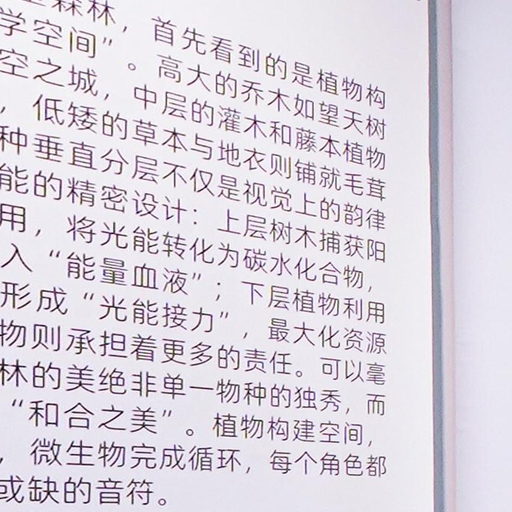 森林，首先看到的是植物构
学空间”。高大的乔木如望天树
空之城，中层的灌木和藤本植物
，低矮的草本与地衣则铺就毛茸
种垂直分层不仅是视觉上的韵律
能的精密设计：上层树木捕获阳
用，将光能转化为碳水化合物，
入“能量血液”；下层植物利用
形成“光能接力”，最大化资源
物则承担着更多的责任。可以毫
林的美绝非单一物种的独秀，而
“和合之美”。植物构建空间，
，微生物完成循环，每个角色都
或缺的音符。